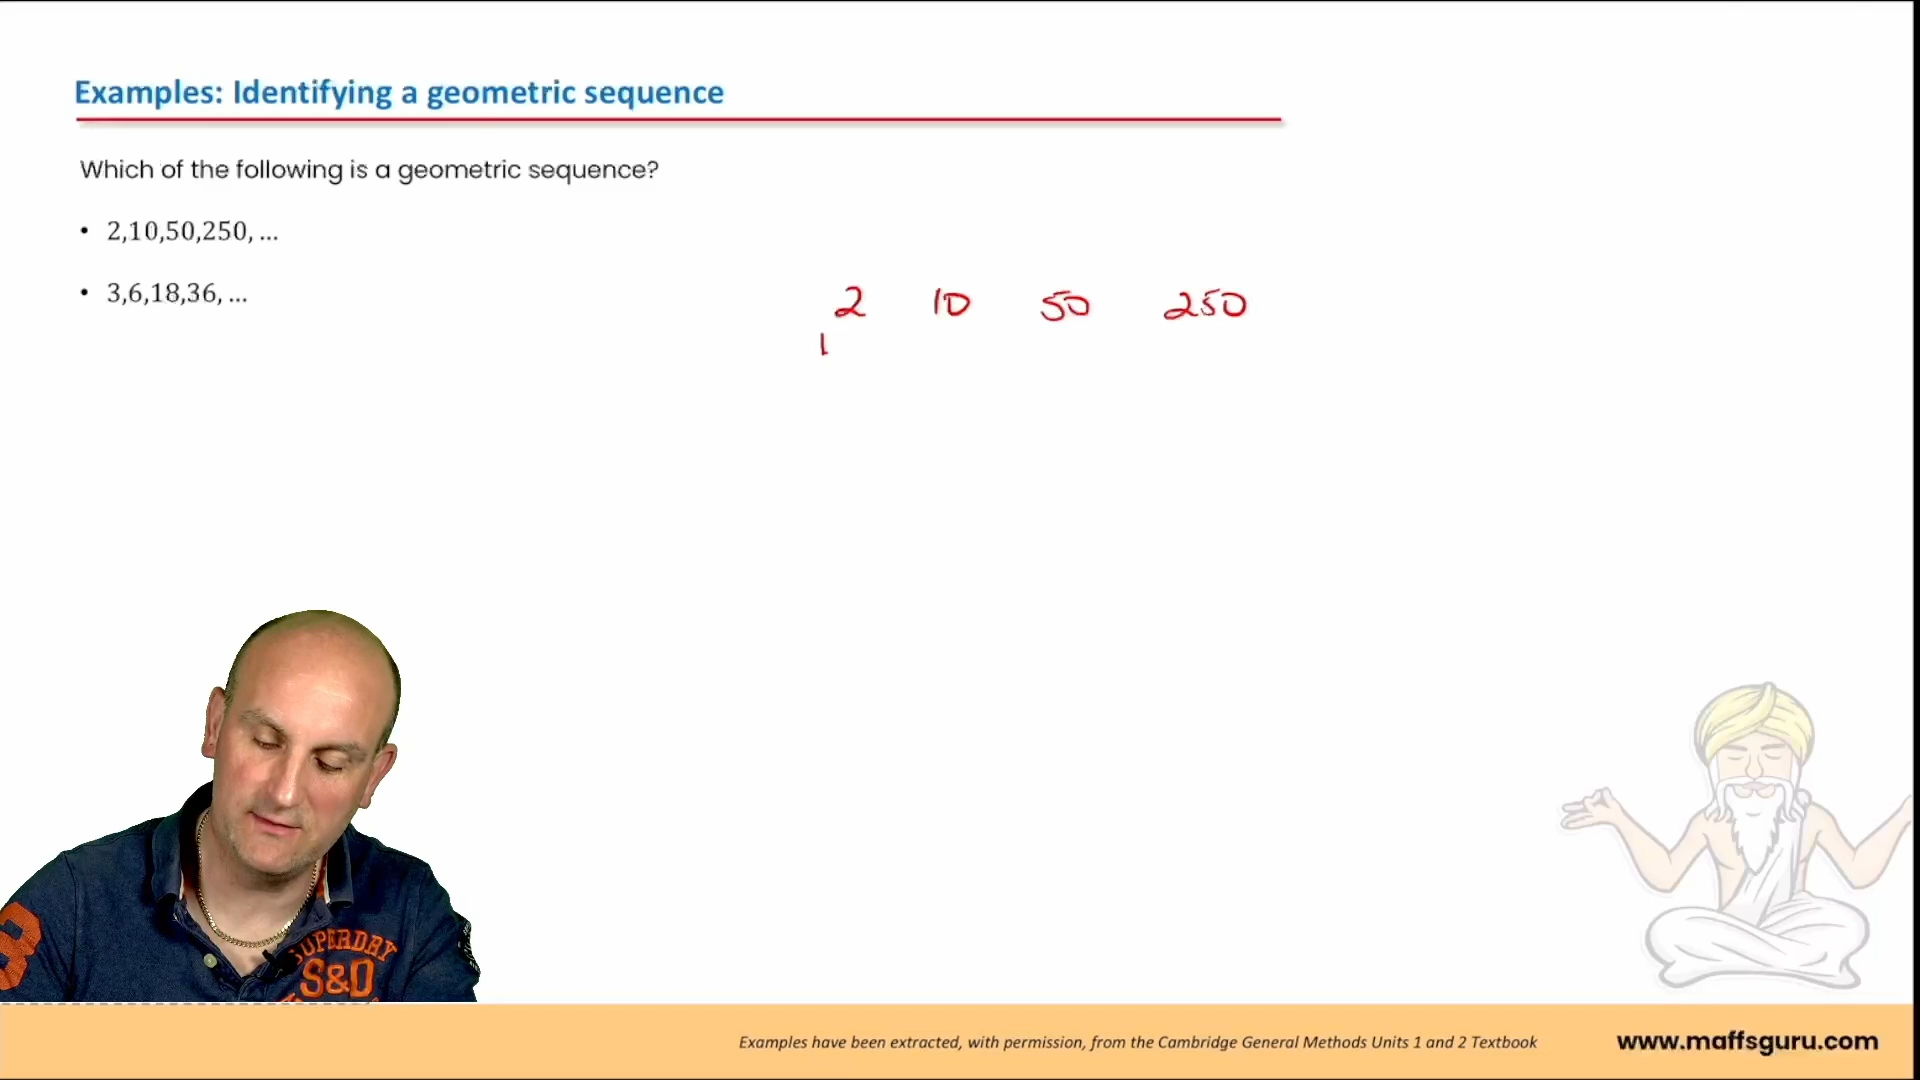 Examples: Identifying a geometric sequence
Which of the following is a geometric sequence?
• 2,10,50,250, ...
• 3,6,18,36, ...
2 10 50 250
SUPERDRY
S&D
3
Examples have been extracted, with permission, from the Cambridge General Methods Units 1 and 2 Textbook
www.maffsguru.com